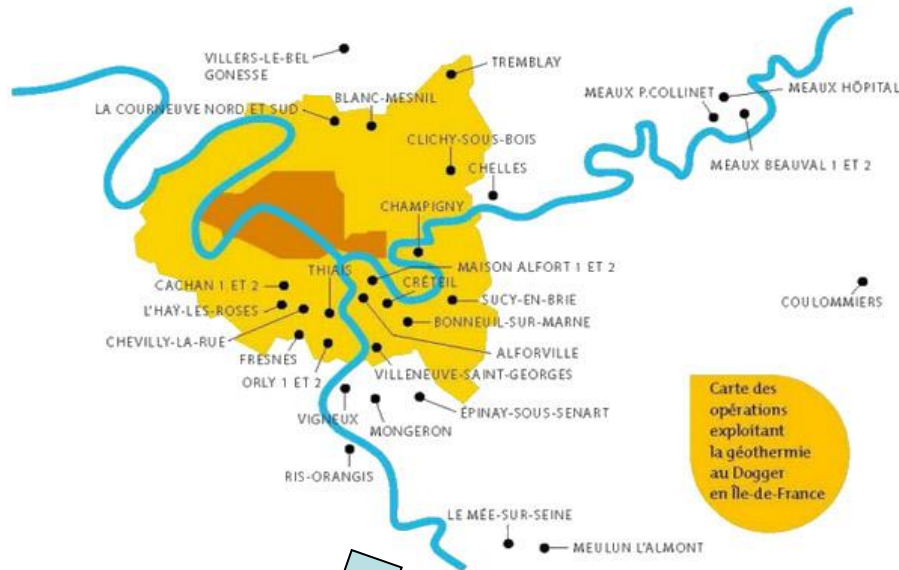 VILLERS-LE-BEL
GONESSE
TREMBLAY
LA COURNEUVE NORD ET SUD
BLANC-MESNIL
MEAUX P.COLLINET
MEAUX HÔPITAL
CLICHY-SOUS-BOIS
MEAUX BEAUVAL 1 ET 2
CHELLES
CHAMPIGNY
THIAIS
MAISON ALFORT 1 ET 2
CACHAN 1 ET 2
CRÉTEIL
SUCY-EN-BRIE
COULOMMIERS
L'HAŸ-LES-ROSES
BONNEUIL-SUR-MARNE
CHEVILLY-LA-RUE
ALFORVILLE
FRESNES
VILLENEUVE-SAINT-GEORGES
ORLY 1 ET 2
VIGNEUX
MONGERON
ÉPINAY-SOUS-SENART
RIS-ORANGIS
Carte des
opérations
exploitant
la géothermie
au Dogger
en Île-de-France
LE MÉE-SUR-SEINE
MEULUN L'ALMONT